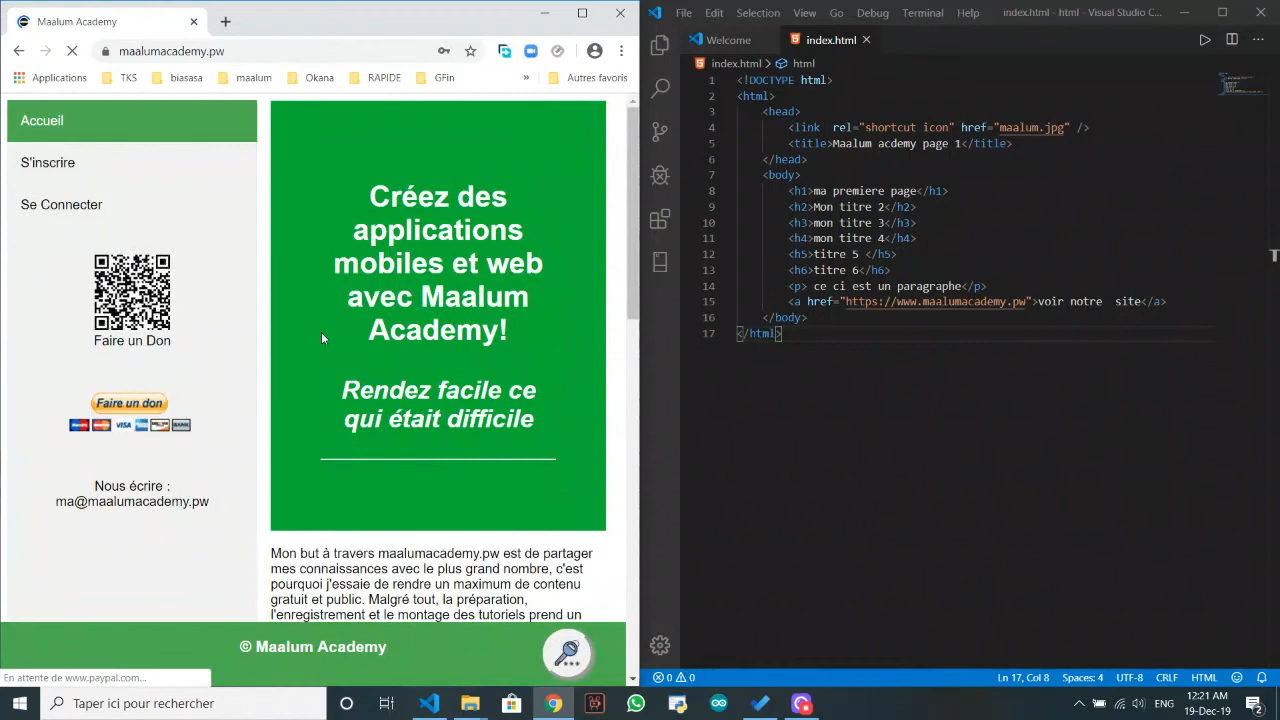 Maalum Academy
maalumacademy.pw
Applications
TKS
biasasa
maalum
Okana
RAPIDE
GFin
»
Autres favoris
Accueil
S'inscrire
Se Connecter
Faire un Don
Faire un don
VISA
Nous écrire :
ma@maalumacademy.pw
Créez des
applications
mobiles et web
avec Maalum
Academy!
Rendez facile ce
qui était difficile
Mon but à travers maalumacademy.pw est de partager
mes connaissances avec le plus grand nombre, c'est
pourquoi j'essaie de rendre un maximum de contenu
gratuit et public. Malgré tout, la préparation,
l'enregistrement et le montage des tutoriels prend un
© Maalum Academy
En attente de www.paypal.com...
File Edit Selection View Go Debug Terminal Help index.html - html - Visual Studio C...
Welcome
index.html
index.html > html
1 <!DOCTYPE html>
2 <html>
3 <head>
4 <link  rel="shortcut icon" href="maalum.jpg" />
5 <title>Maalum acdemy page 1</title>
6 </head>
7 <body>
8 <h1>ma premiere page</h1>
9 <h2>Mon titre 2</h2>
10 <h3>mon titre 3</h3>
11 <h4>mon titre 4</h4>
12 <h5>titre 5 </h5>
13 <h6>titre 6</h6>
14 <p> ce ci est un paragraphe</p>
15 <a href="https://www.maalumacademy.pw">voir notre  site</a>
16 </body>
17 </html>
0 0
Ln 17, Col 8 Spaces: 4 UTF-8 CRLF HTML
Taper ici pour rechercher
ENG
12:21 AM
19-Dec-19